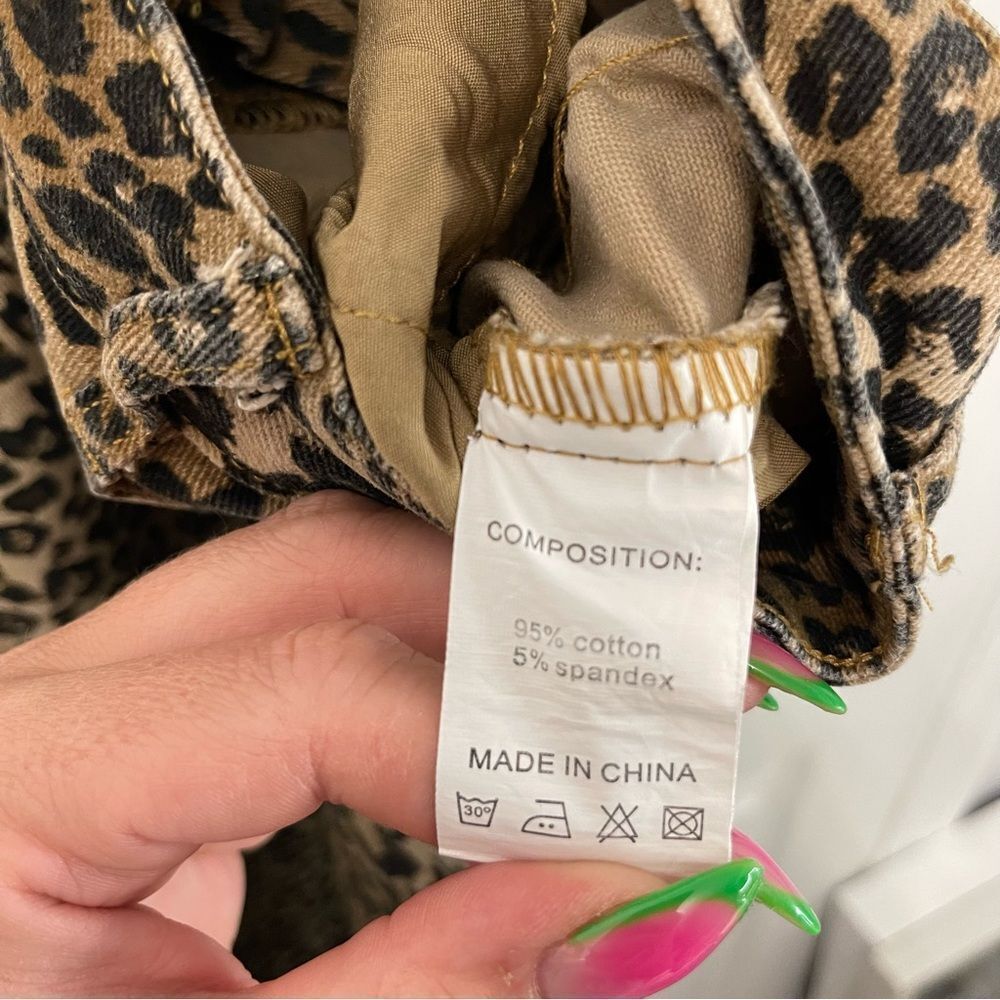 COMPOSITION:
95% cotton
5% spandex
MADE IN CHINA
30°